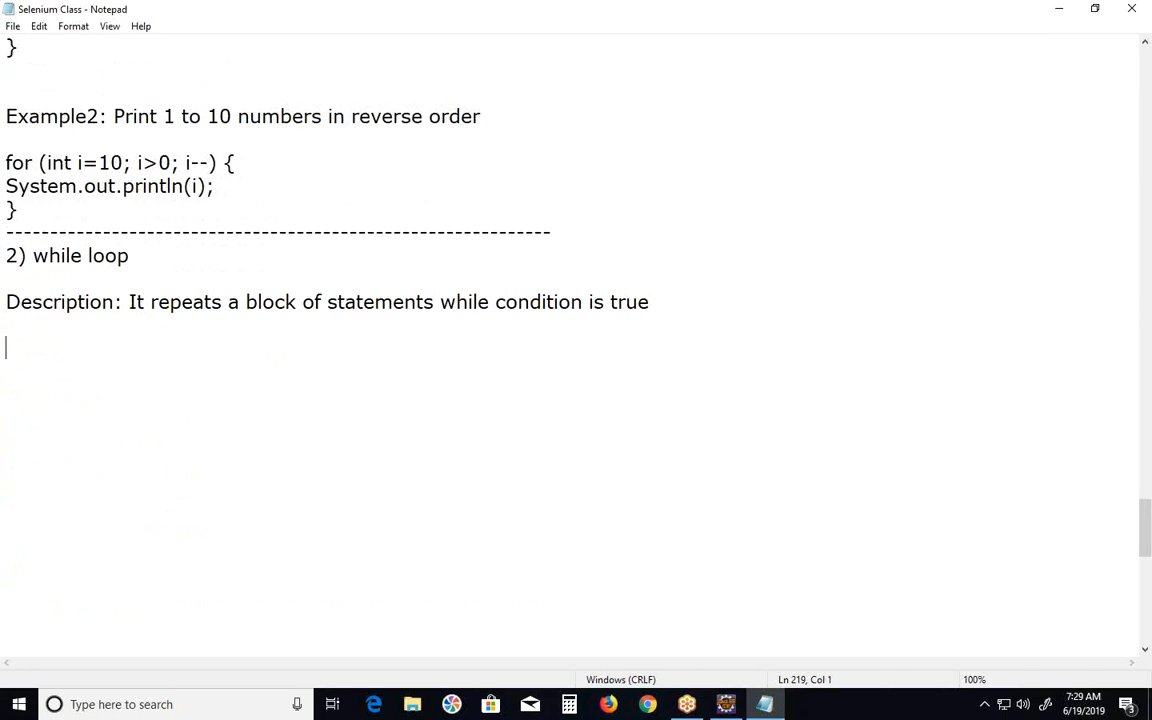 Selenium Class - Notepad
File Edit Format View Help
}
Example2: Print 1 to 10 numbers in reverse order
for (int i=10; i>0; i--) {
System.out.println(i);
}
------------------------------------------------------------
2) while loop
Description: It repeats a block of statements while condition is true
Windows (CRLF) Ln 219, Col 1 100%
Type here to search
7:29 AM
6/19/2019
3